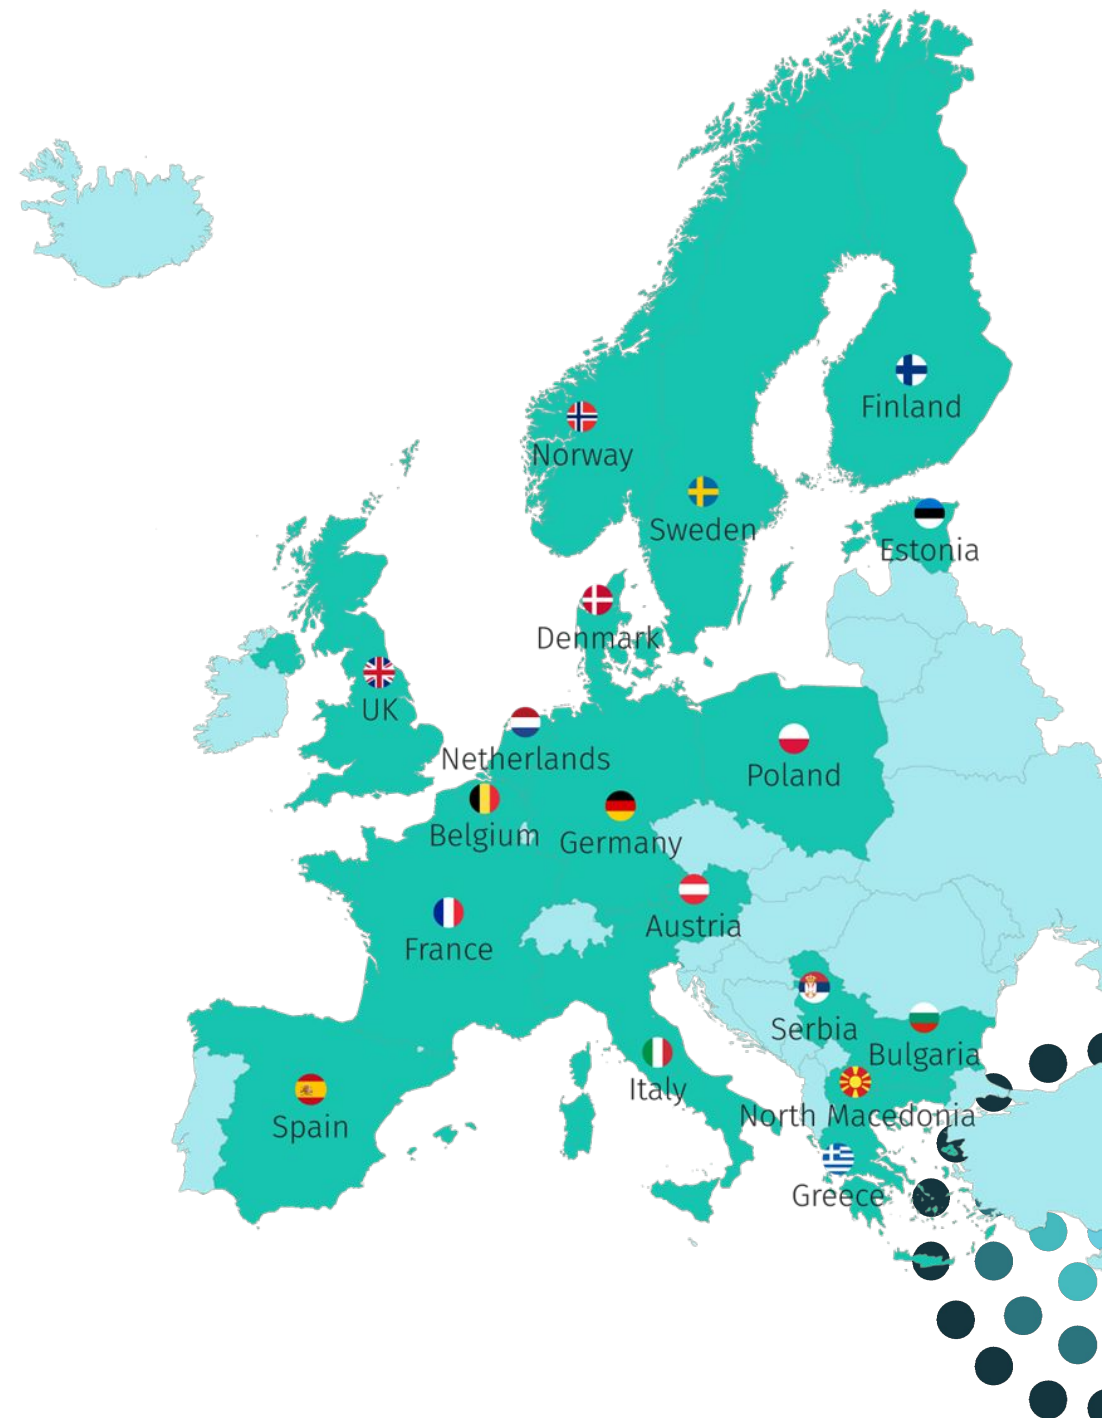 Finland
Norway
Sweden
Estonia
Denmark
UK
Netherlands
Poland
Belgium
Germany
Austria
France
Serbia
Bulgaria
Italy
North Macedonia
Spain
Greece